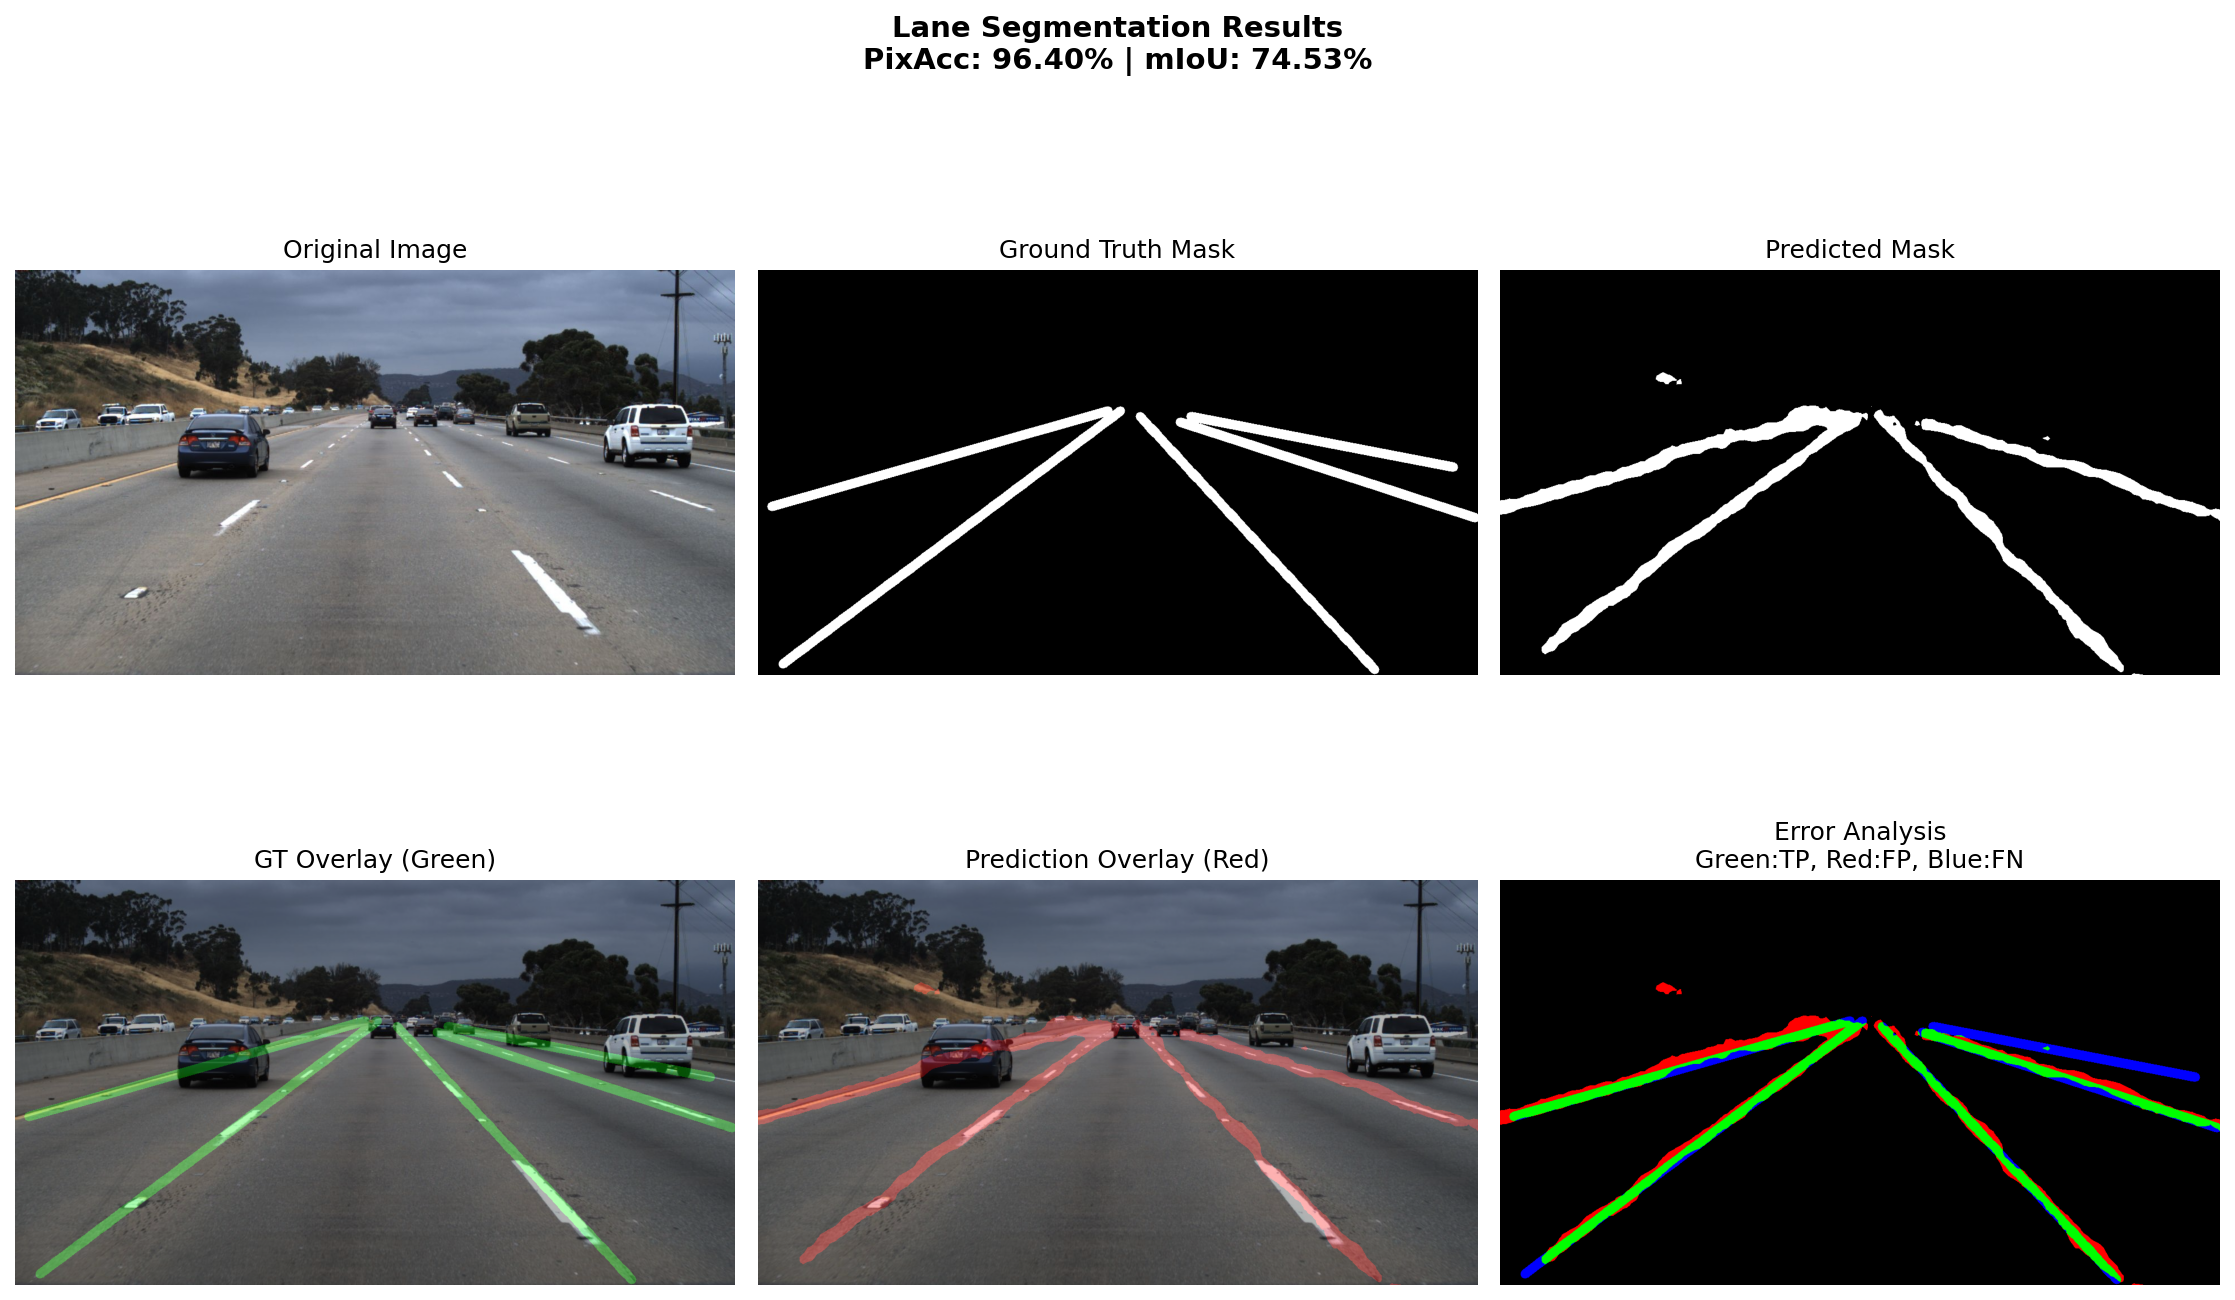 Lane Segmentation Results
PixAcc: 96.40% | mIoU: 74.53%
Original Image
Ground Truth Mask
Predicted Mask
GT Overlay (Green)
Prediction Overlay (Red)
Error Analysis
Green:TP, Red:FP, Blue:FN